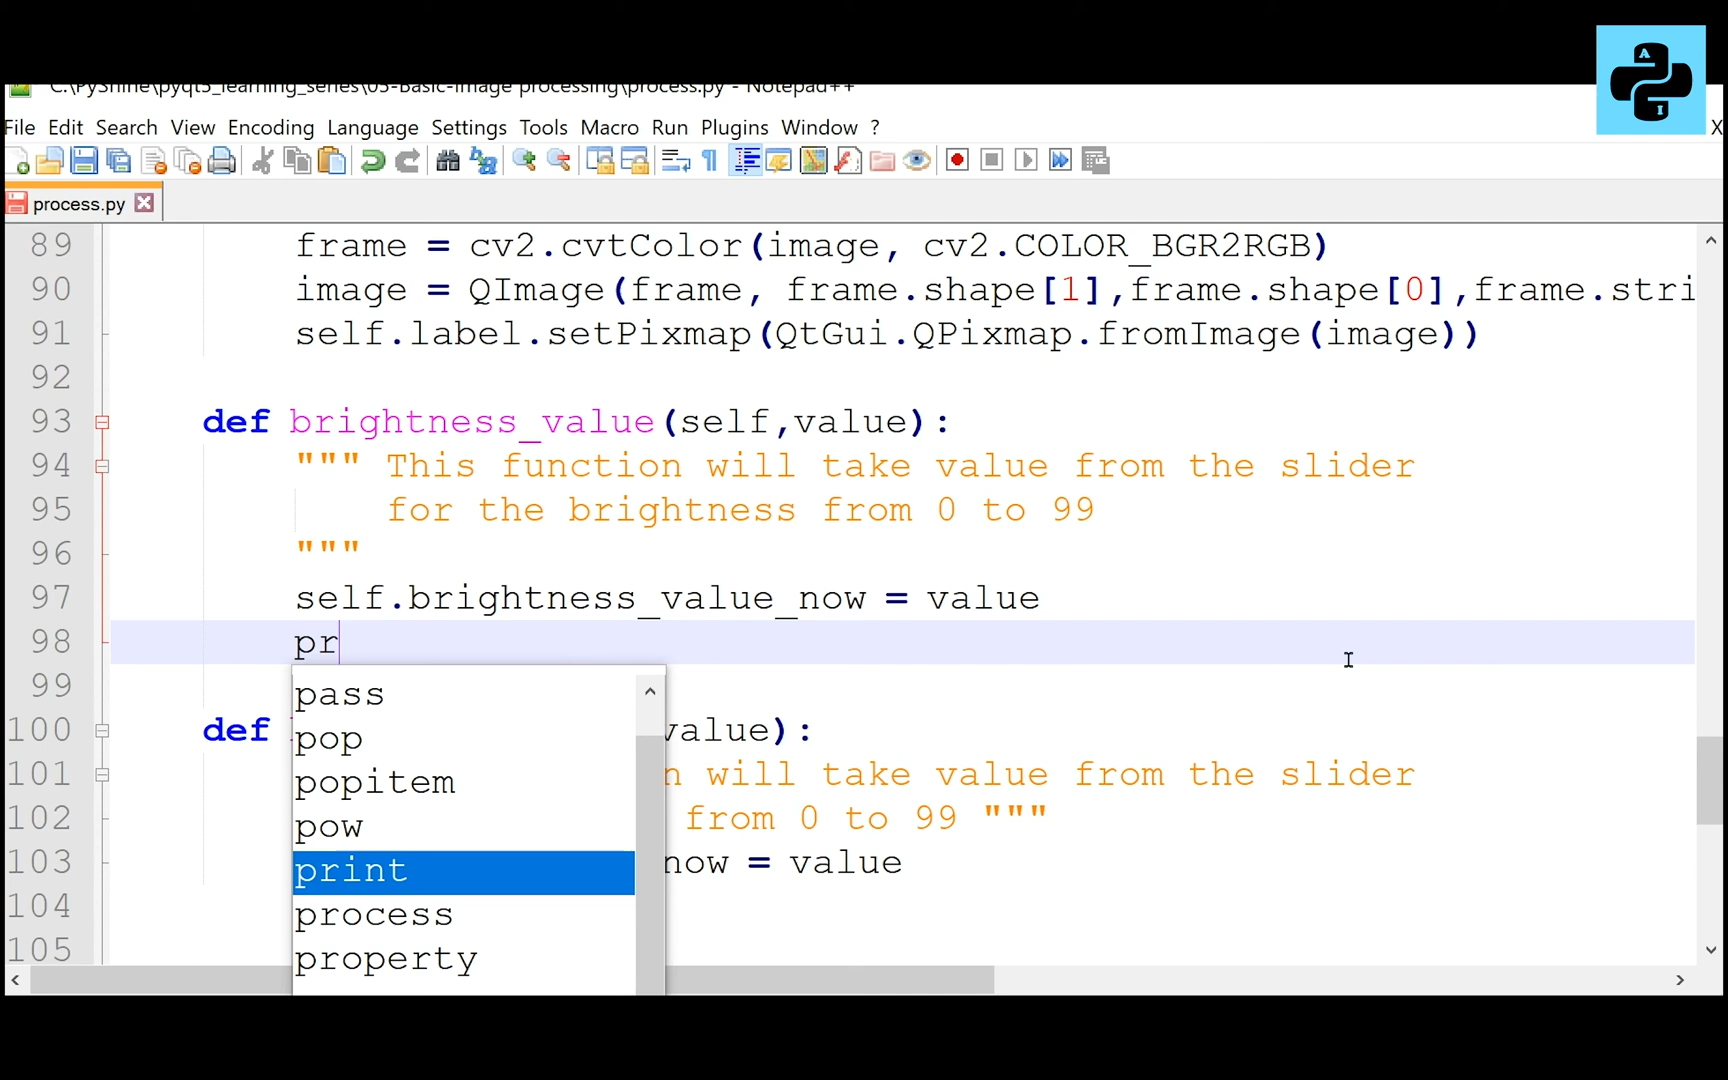 C:\PyShine\pyqt5_learning_series\05-Basic-image processing\process.py - Notepad++
File Edit Search View Encoding Language Settings Tools Macro Run Plugins Window ? X
process.py
89 frame = cv2.cvtColor(image, cv2.COLOR_BGR2RGB)
90 image = QImage(frame, frame.shape[1],frame.shape[0],frame.stri
91 self.label.setPixmap(QtGui.QPixmap.fromImage(image))
92
93 def brightness_value(self,value):
94 """ This function will take value from the slider
95 for the brightness from 0 to 99
96 """
97 self.brightness_value_now = value
98 pr
99 pass
100 def value):
pop
101 n will take value from the slider
popitem
102 from 0 to 99 """
pow
103 now = value
print
104 process
105 property
A I